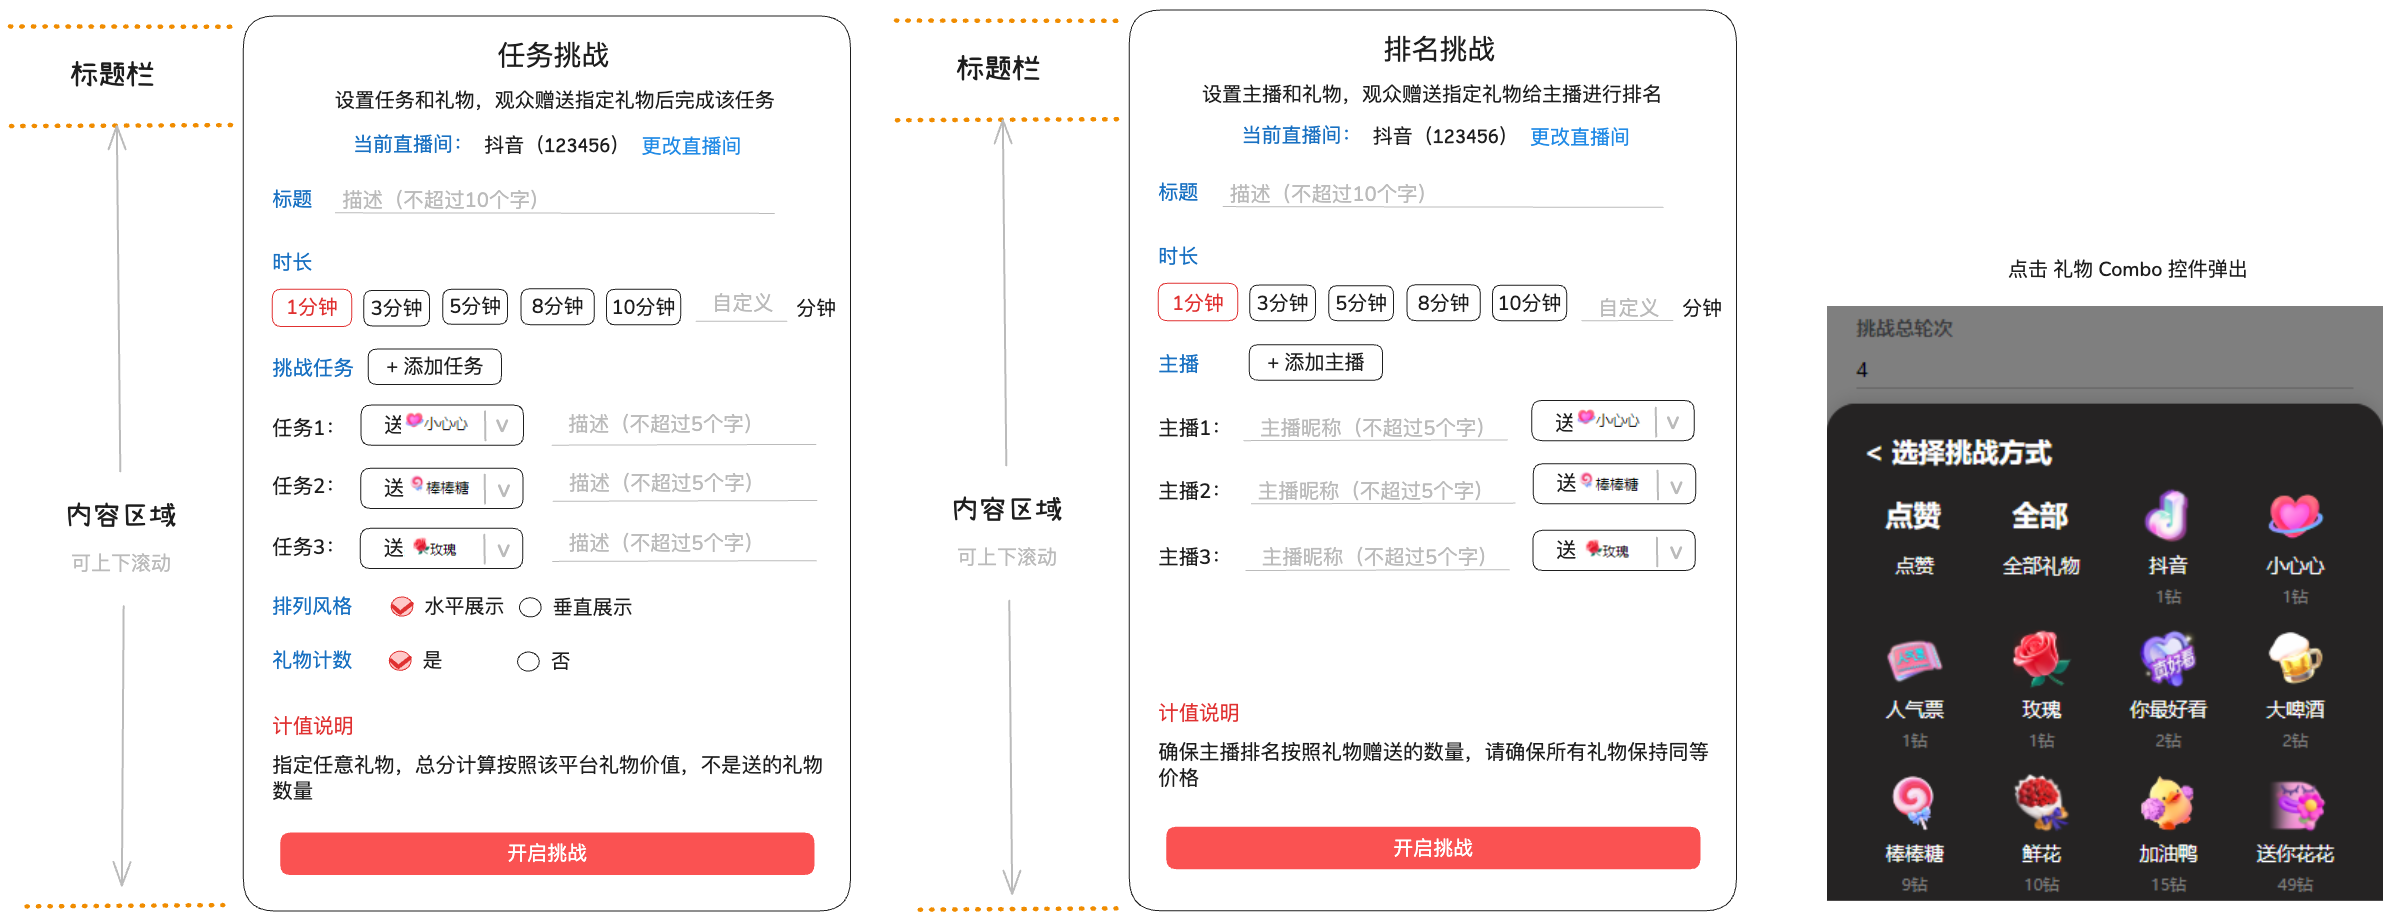 标题栏
内容区域
可上下滚动
任务挑战
设置任务和礼物，观众赠送指定礼物后完成该任务
当前直播间： 抖音（123456） 更改直播间
标题 描述（不超过10个字）
时长
1分钟 3分钟 5分钟 8分钟 10分钟 自定义 分钟
挑战任务 + 添加任务
任务1： 送 小心心 ∨ 描述（不超过5个字）
任务2： 送 棒棒糖 ∨ 描述（不超过5个字）
任务3： 送 玫瑰 ∨ 描述（不超过5个字）
排列风格 水平展示 垂直展示
礼物计数 是 否
计值说明
指定任意礼物，总分计算按照该平台礼物价值，不是送的礼物
数量
开启挑战
标题栏
内容区域
可上下滚动
排名挑战
设置主播和礼物，观众赠送指定礼物给主播进行排名
当前直播间： 抖音（123456） 更改直播间
标题 描述（不超过10个字）
时长
1分钟 3分钟 5分钟 8分钟 10分钟 自定义 分钟
主播 + 添加主播
主播1： 主播昵称（不超过5个字） 送 小心心 ∨
主播2： 主播昵称（不超过5个字） 送 棒棒糖 ∨
主播3： 主播昵称（不超过5个字） 送 玫瑰 ∨
计值说明
确保主播排名按照礼物赠送的数量，请确保所有礼物保持同等
价格
开启挑战
点击 礼物 Combo 控件弹出
挑战总轮次
4
< 选择挑战方式
点赞 全部
点赞 全部礼物 抖音 小心心
1钻 1钻
真好看
人气票 玫瑰 你最好看 大啤酒
1钻 1钻 2钻 2钻
棒棒糖 鲜花 加油鸭 送你花花
9钻 10钻 15钻 49钻